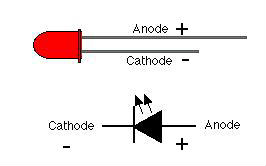 Anode +
Cathode -
Cathode Anode
- +